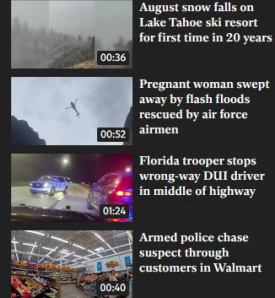 August snow falls on
Lake Tahoe ski resort
for first time in 20 years
00:36
Pregnant woman swept
away by flash floods
rescued by air force
airmen
00:52
Florida trooper stops
wrong-way DUI driver
in middle of highway
01:24
Armed police chase
suspect through
customers in Walmart
00:40